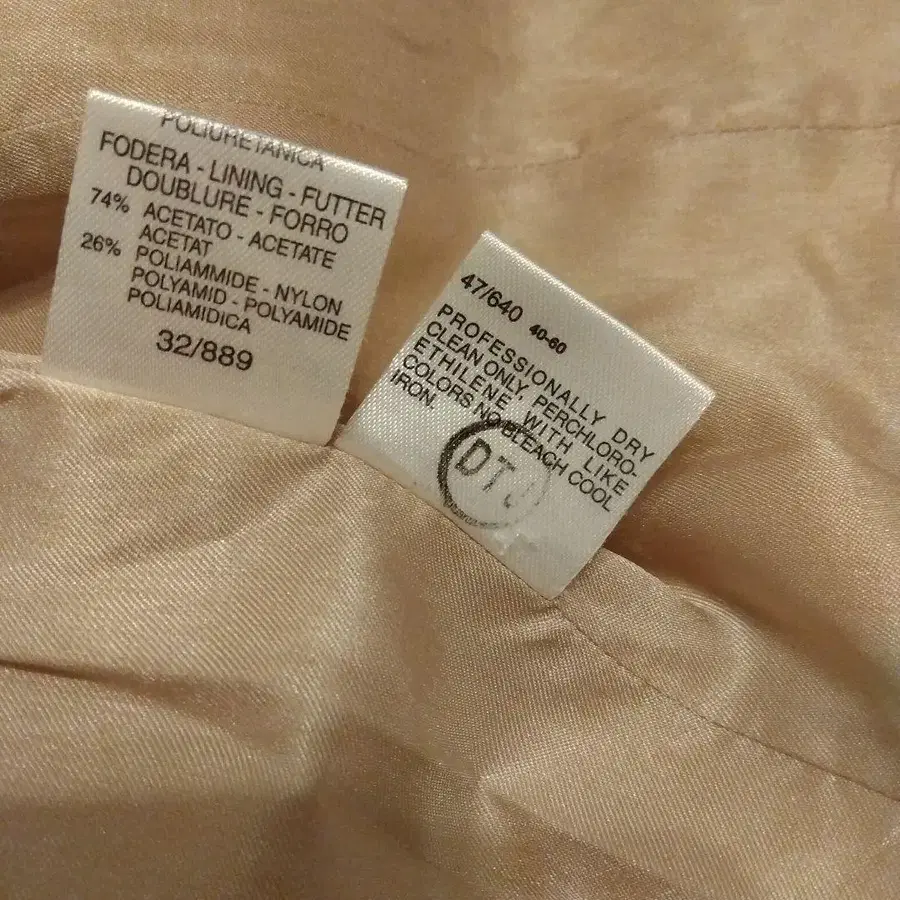 POLIURETANICA
FODERA - LINING - FUTTER
DOUBLURE - FORRO
74% ACETATO - ACETATE
ACETAT
26% POLIAMMIDE - NYLON
POLYAMID - POLYAMIDE
POLIAMIDICA
32/889
47/640 40-60
PROFESSIONALLY DRY
CLEAN ONLY, PERCHLORO-
ETHILENE WITH LIKE
COLORS NO BLEACH COOL
IRON.
DTJ